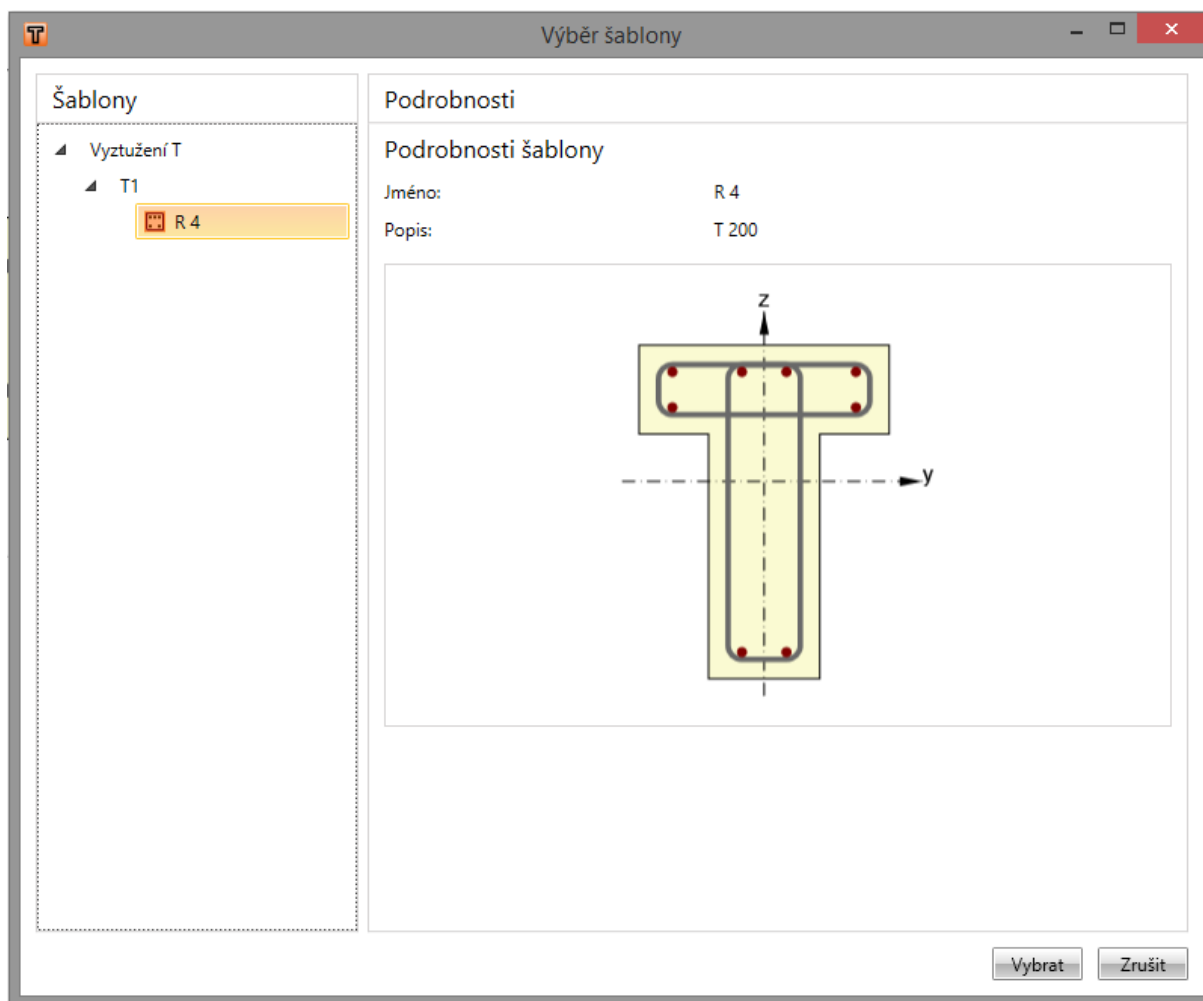 T
Výběr šablony
Šablony
Vyztužení T
T1
R 4
Podrobnosti
Podrobnosti šablony
Jméno: R 4
Popis: T 200
z
y
Vybrat Zrušit